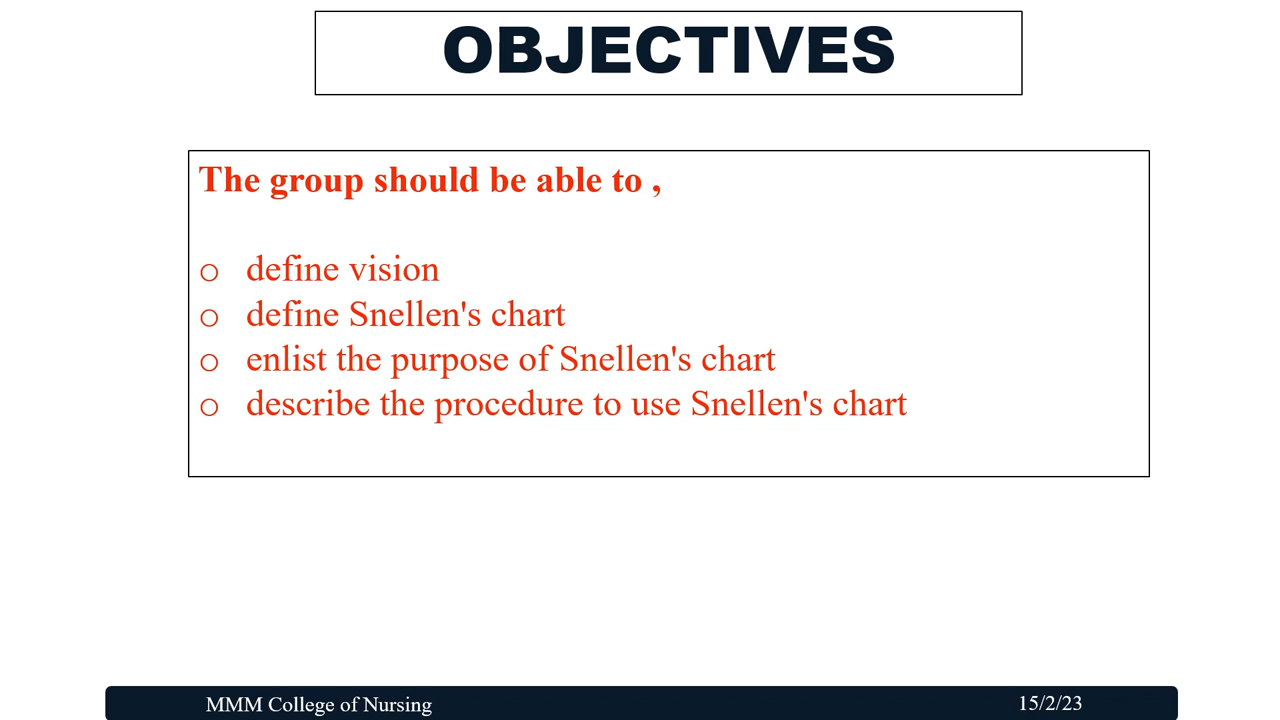 OBJECTIVES
The group should be able to ,
o define vision
o define Snellen's chart
o enlist the purpose of Snellen's chart
o describe the procedure to use Snellen's chart
MMM College of Nursing
15/2/23